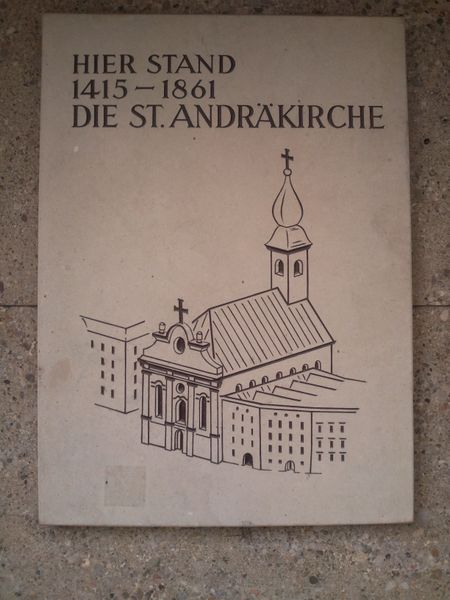 HIER STAND
1415 – 1861
DIE ST. ANDRÄKIRCHE